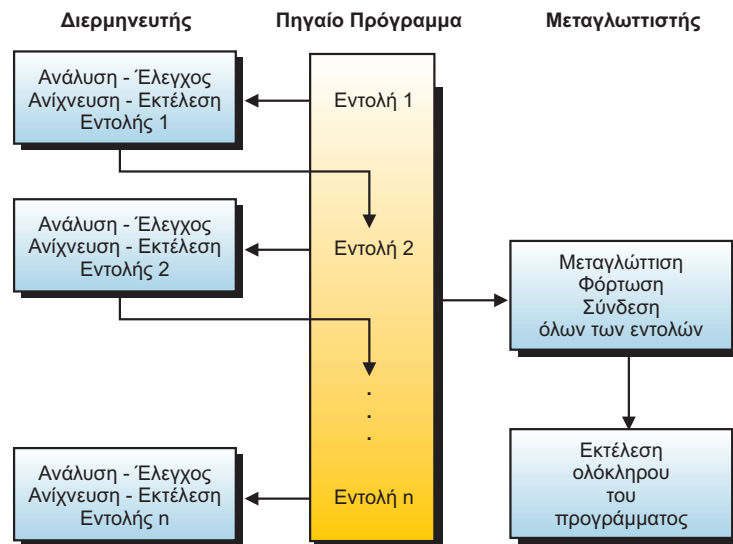 Διερμηνευτής
Πηγαίο Πρόγραμμα
Μεταγλωττιστής
Ανάλυση - Έλεγχος
Ανίχνευση - Εκτέλεση
Εντολής 1
Εντολή 1
Ανάλυση - Έλεγχος
Ανίχνευση - Εκτέλεση
Εντολής 2
Εντολή 2
Μεταγλώττιση
Φόρτωση
Σύνδεση
όλων των εντολών
.
.
.
Ανάλυση - Έλεγχος
Ανίχνευση - Εκτέλεση
Εντολής n
Εντολή n
Εκτέλεση
ολόκληρου
του
προγράμματος